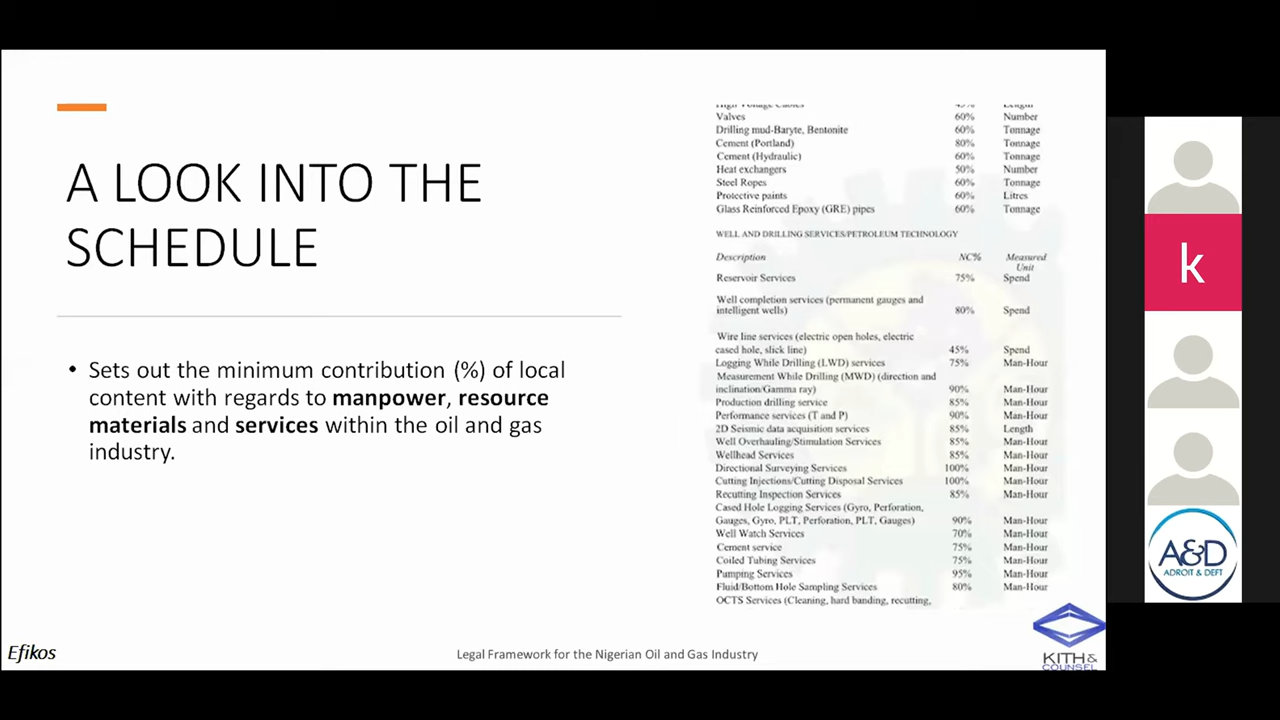 A LOOK INTO THE
SCHEDULE
• Sets out the minimum contribution (%) of local
content with regards to manpower, resource
materials and services within the oil and gas
industry.
Valves 60% Number
Drilling mud-Baryte, Bentonite 60% Tonnage
Cement (Portland) 80% Tonnage
Cement (Hydraulic) 60% Tonnage
Heat exchangers 50% Number
Steel Ropes 60% Tonnage
Protective paints 60% Litres
Glass Reinforced Epoxy (GRE) pipes 60% Tonnage
WELL AND DRILLING SERVICES/PETROLEUM TECHNOLOGY
Description NC% Measured
Unit
Reservoir Services 75% Spend
Well completion services (permanent gauges and
intelligent wells) 80% Spend
Wire line services (electric open holes, electric
cased hole, slick line) 45% Spend
Logging While Drilling (LWD) services 75% Man-Hour
Measurement While Drilling (MWD) (direction and
inclination/Gamma ray) 90% Man-Hour
Production drilling service 85% Man-Hour
Performance services (T and P) 90% Man-Hour
2D Seismic data acquisition services 85% Length
Well Overhauling/Stimulation Services 85% Man-Hour
Wellhead Services 85% Man-Hour
Directional Surveying Services 100% Man-Hour
Cutting Injections/Cutting Disposal Services 100% Man-Hour
Recutting Inspection Services 85% Man-Hour
Cased Hole Logging Services (Gyro, Perforation,
Gauges, Gyro, PLT, Perforation, PLT, Gauges) 90% Man-Hour
Well Watch Services 70% Man-Hour
Cement service 75% Man-Hour
Coiled Tubing Services 75% Man-Hour
Pumping Services 95% Man-Hour
Fluid/Bottom Hole Sampling Services 80% Man-Hour
OCTS Services (Cleaning, hard banding, recutting,
Efikos
Legal Framework for the Nigerian Oil and Gas Industry
KITH &
COUNSEL
k
A&D
ADROIT & DEFT